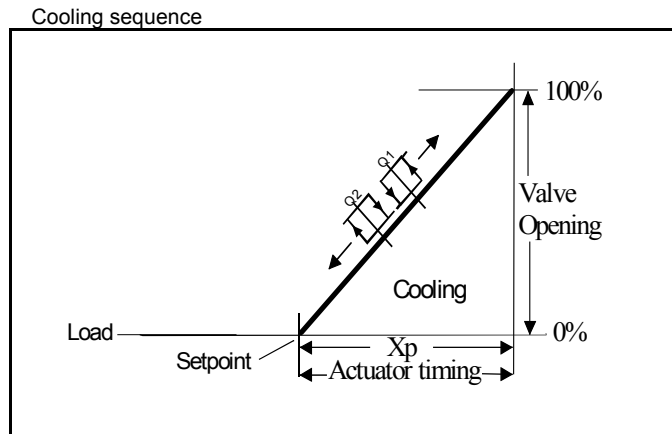 Cooling sequence
100%
Q1
Q2
Valve
Opening
Cooling
Load
0%
Setpoint
Xp
Actuator timing